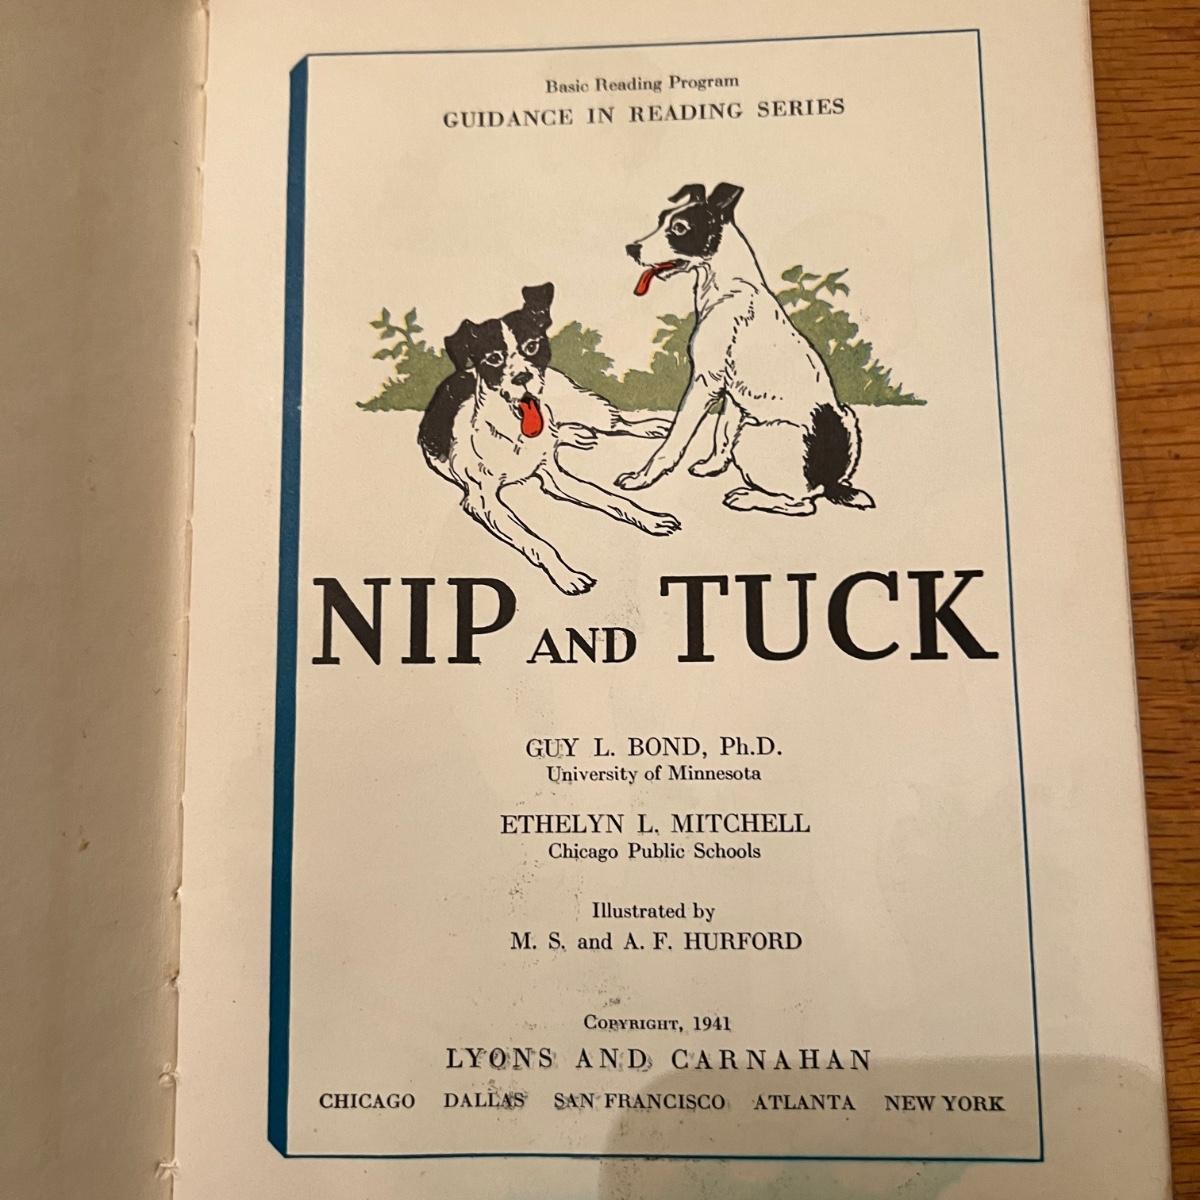 Basic Reading Program
GUIDANCE IN READING SERIES
NIP AND TUCK
GUY L. BOND, Ph.D.
University of Minnesota
ETHELYN L. MITCHELL
Chicago Public Schools
Illustrated by
M. S. and A. F. HURFORD
COPYRIGHT, 1941
LYONS AND CARNAHAN
CHICAGO DALLAS SAN FRANCISCO ATLANTA NEW YORK